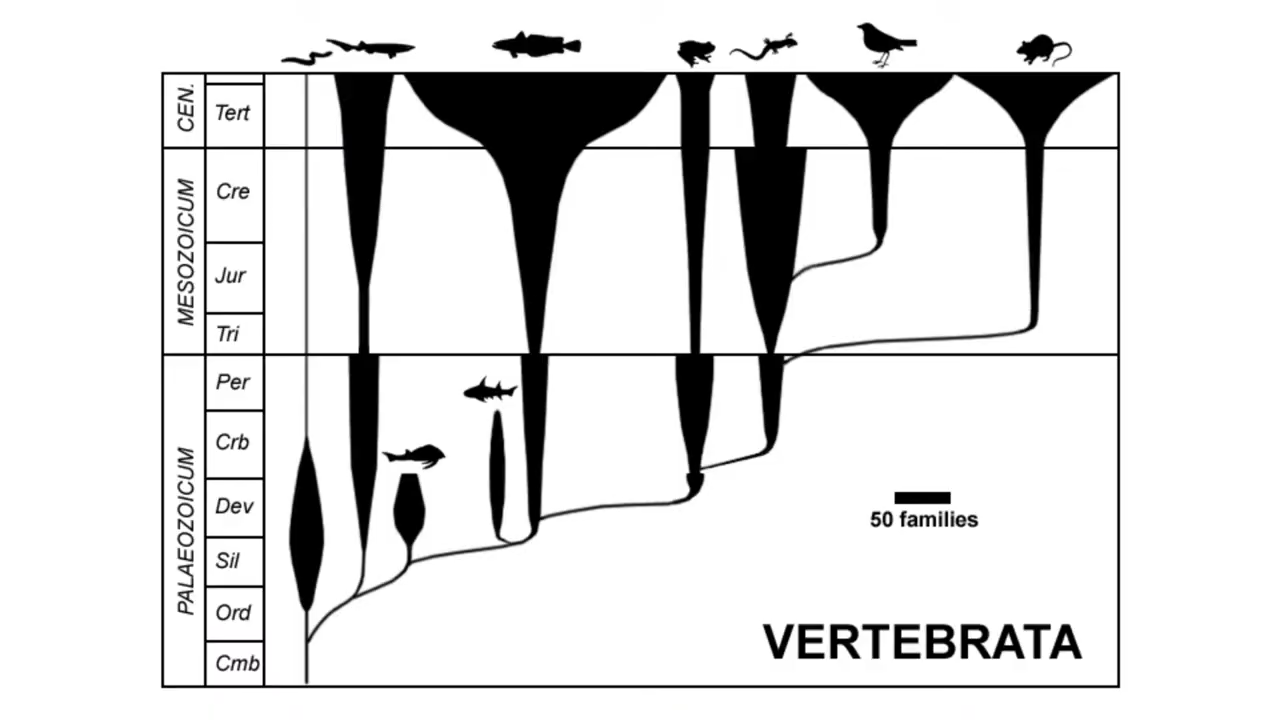 CEN.
Tert
MESOZOICUM
Cre
Jur
Tri
PALAEOZOICUM
Per
Crb
Dev
Sil
Ord
Cmb
50 families
VERTEBRATA